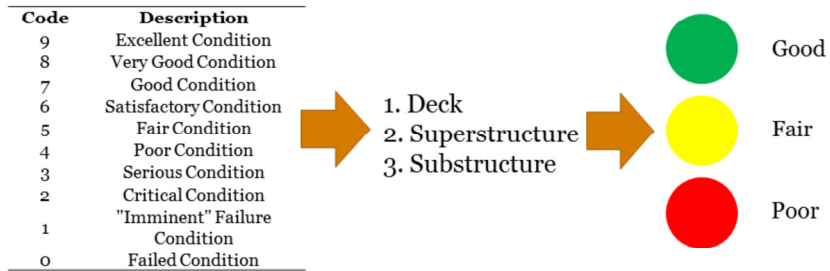 Code Description
9 Excellent Condition
8 Very Good Condition
7 Good Condition
6 Satisfactory Condition
5 Fair Condition
4 Poor Condition
3 Serious Condition
2 Critical Condition
1 "Imminent" Failure
Condition
0 Failed Condition
1. Deck
2. Superstructure
3. Substructure
Good
Fair
Poor